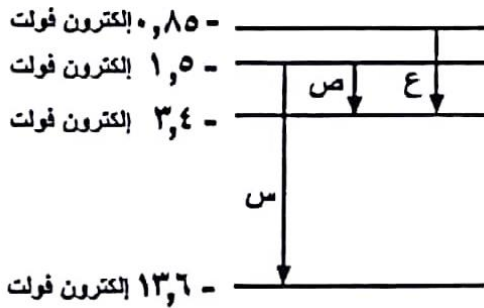 - ٠,٨٥ إلكترون فولت
- ١,٥ إلكترون فولت
ص ع
- ٣,٤ إلكترون فولت
س
- ١٣,٦ إلكترون فولت